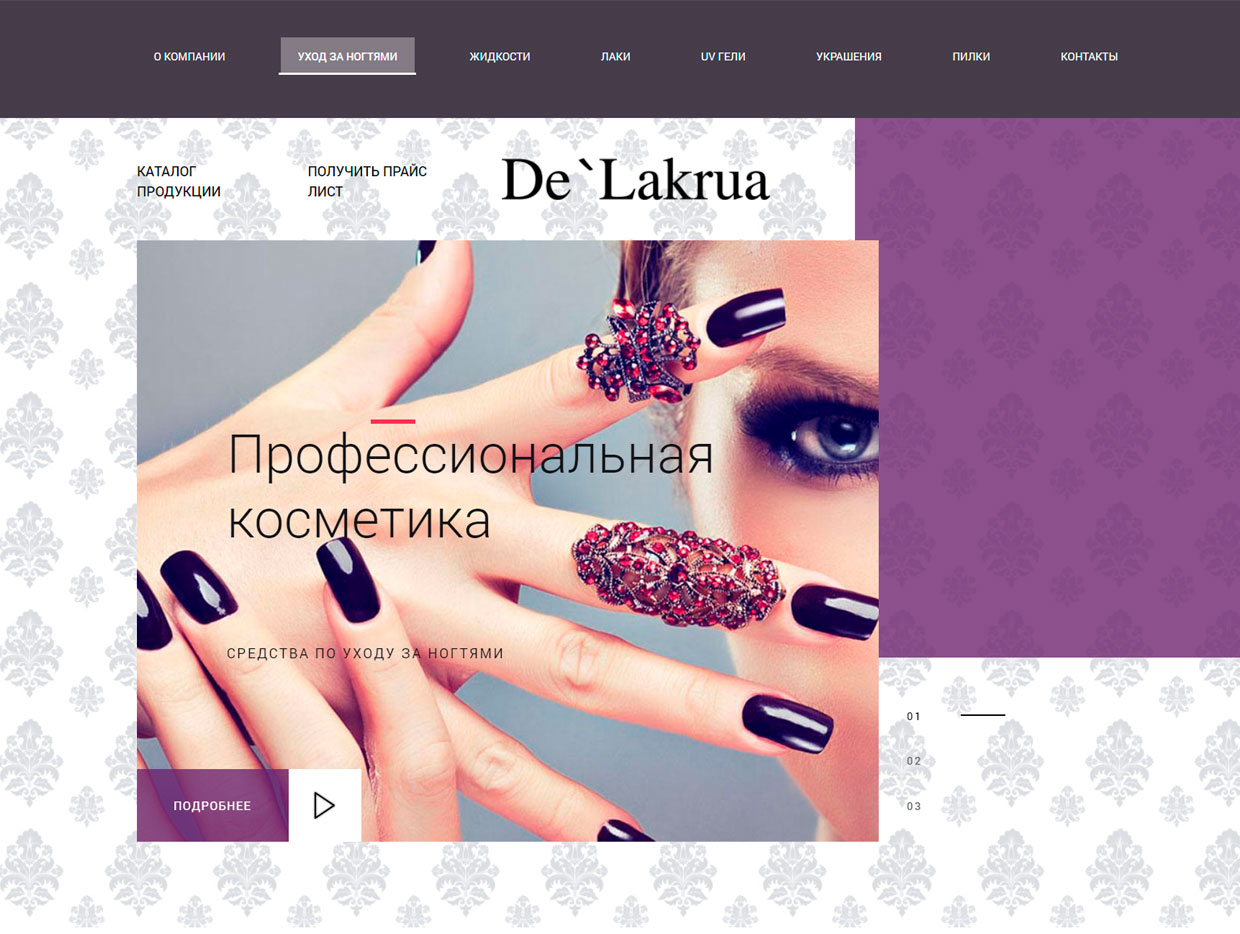 О КОМПАНИИ
УХОД ЗА НОГТЯМИ
ЖИДКОСТИ
ЛАКИ
UV ГЕЛИ
УКРАШЕНИЯ
ПИЛКИ
КОНТАКТЫ
КАТАЛОГ
ПРОДУКЦИИ
ПОЛУЧИТЬ ПРАЙС
ЛИСТ
De`Lakrua
Профессиональная
косметика
СРЕДСТВА ПО УХОДУ ЗА НОГТЯМИ
ПОДРОБНЕЕ
01
02
03